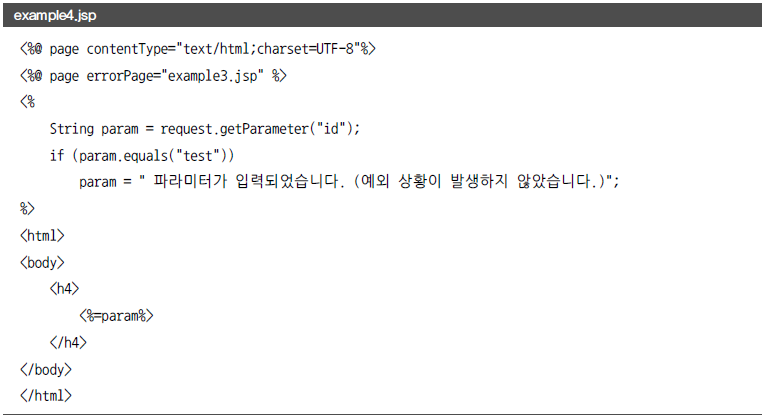 example4.jsp
<%@ page contentType="text/html;charset=UTF-8"%>
<%@ page errorPage="example3.jsp" %>
<%
    String param = request.getParameter("id");
    if (param.equals("test"))
        param = " 파라미터가 입력되었습니다. (예외 상황이 발생하지 않았습니다.)";
%>
<html>
<body>
    <h4>
        <%=param%>
    </h4>
</body>
</html>